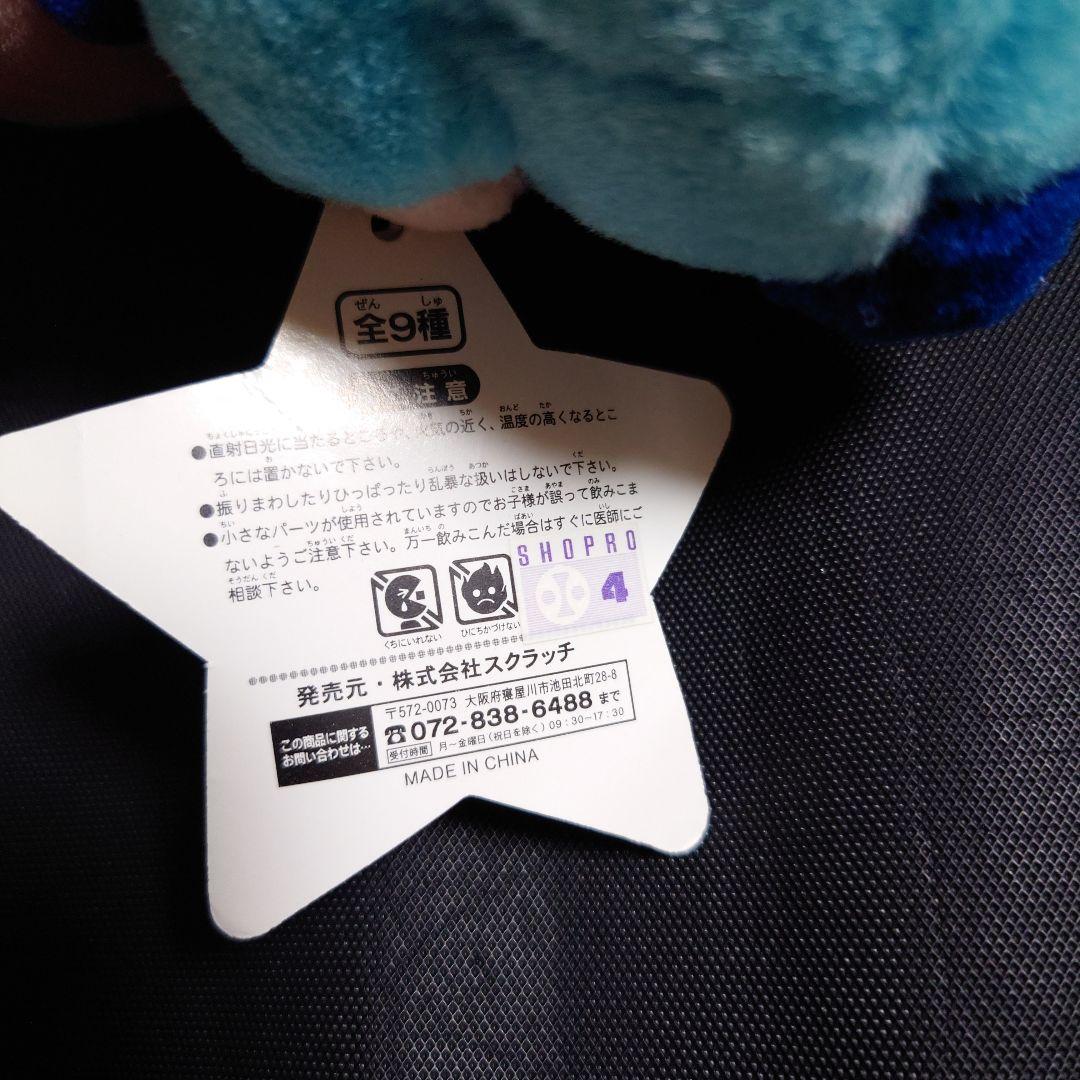 ぜん しゅ
全9種
ちゅうい
注意
●直射日光に当たるところや、火気の近く、温度の高くなるとこ
ろには置かないで下さい。
●振りまわしたりひっぱったり乱暴な扱いはしないで下さい。
●小さなパーツが使用されていますのでお子様が誤って飲みこま
ないようご注意下さい。万一飲みこんだ場合はすぐに医師にご
相談下さい。
SHOPRO
4
くちにいれない
ひにちかづけない
発売元・株式会社スクラッチ
この商品に関する
お問い合わせは…
〒572-0073 大阪府寝屋川市池田北町28-8
☎072-838-6488まで
受付時間 月〜金曜日(祝日を除く) 09:30-17:30
MADE IN CHINA